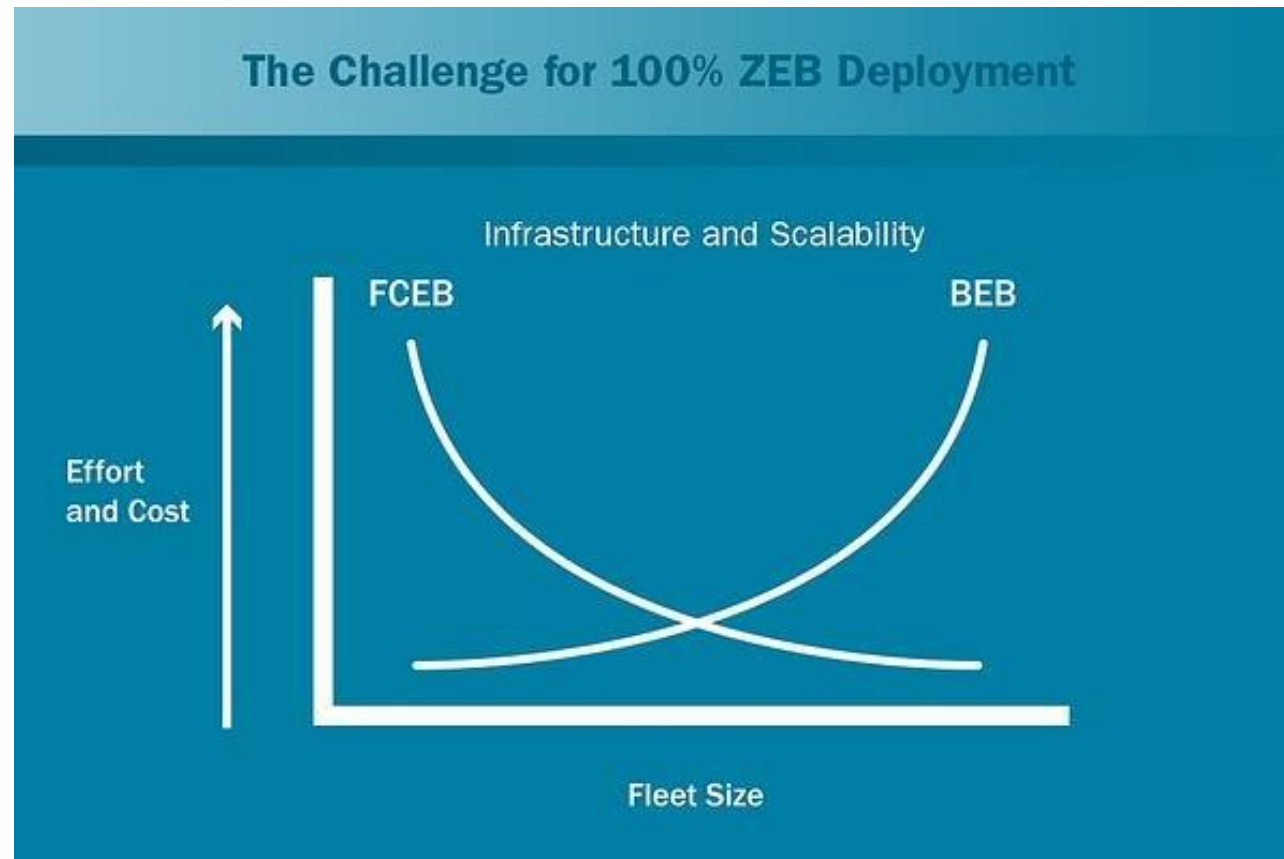 The Challenge for 100% ZEB Deployment
Infrastructure and Scalability
FCEB
BEB
Effort
and Cost
Fleet Size